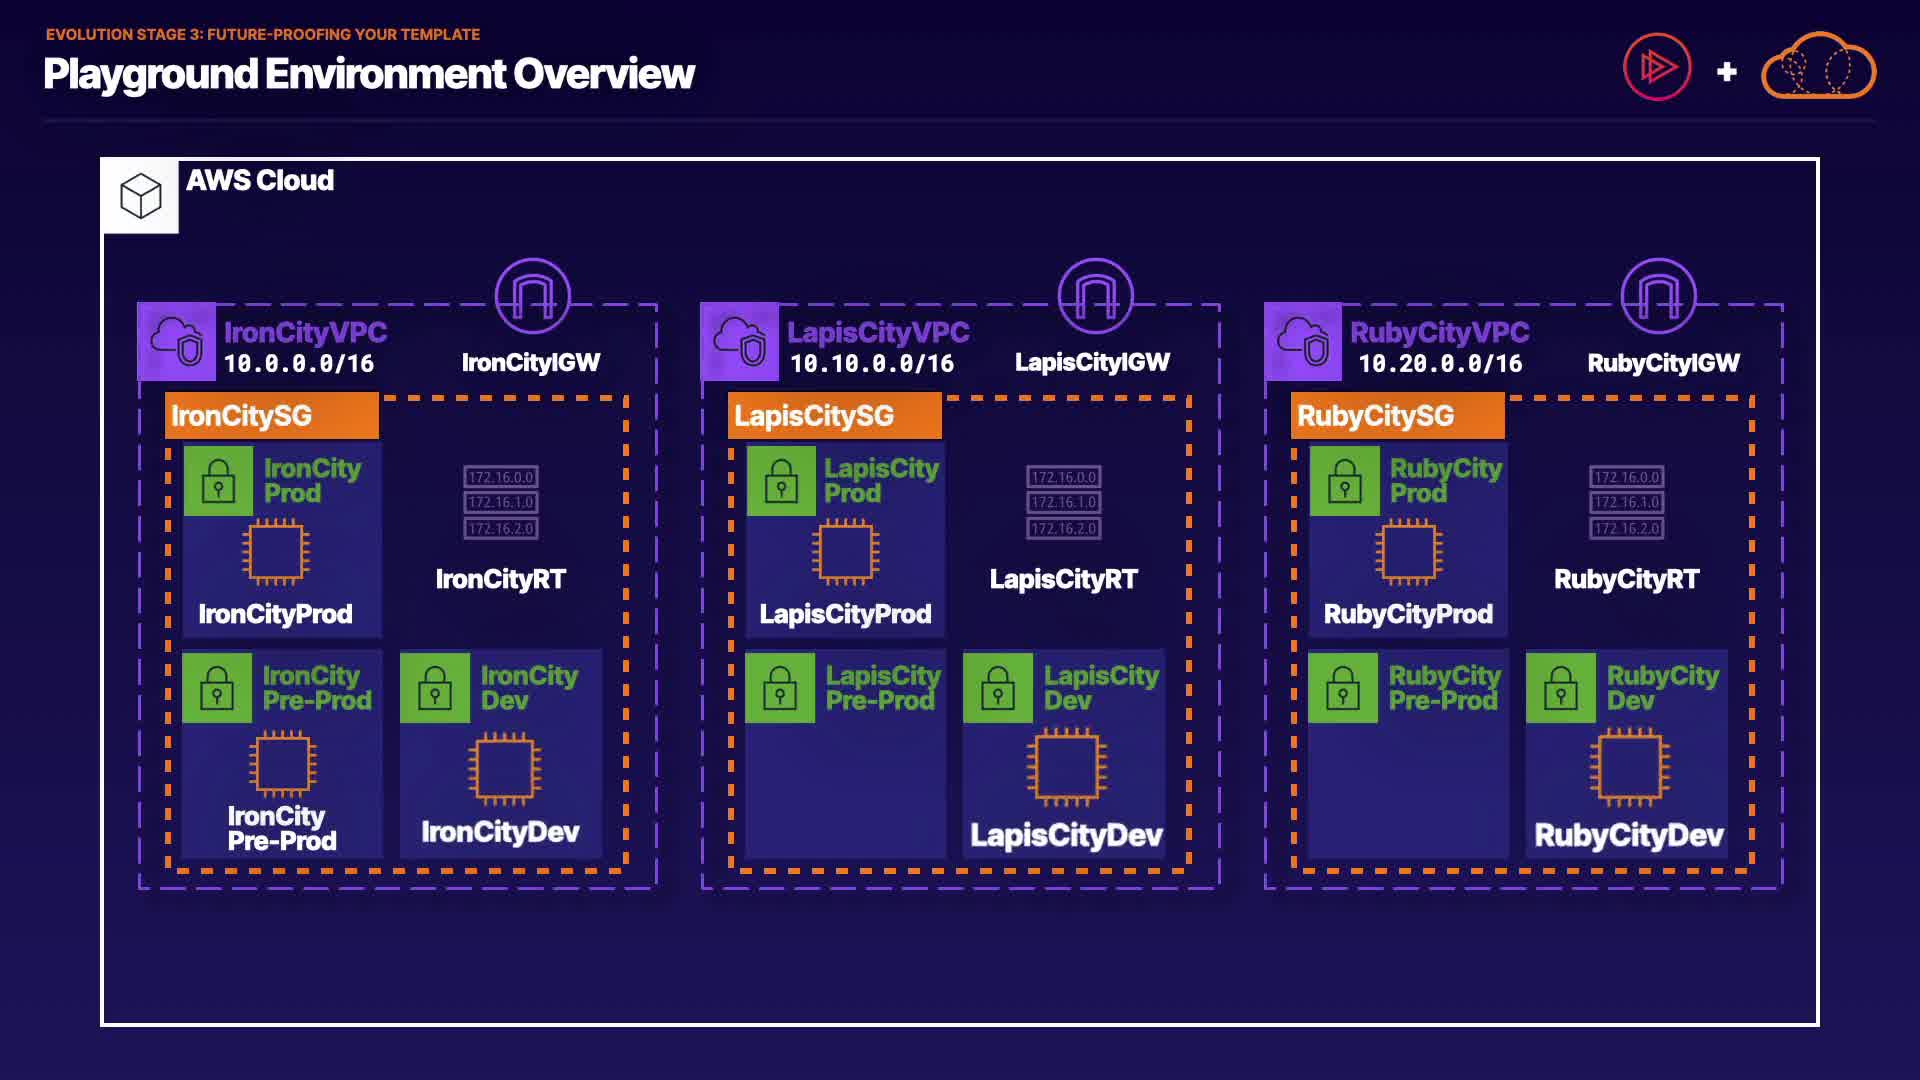 EVOLUTION STAGE 3: FUTURE-PROOFING YOUR TEMPLATE
Playground Environment Overview
+
AWS Cloud
IronCityVPC
10.0.0.0/16
IronCityIGW
IronCitySG
IronCity
Prod
172.16.0.0
172.16.1.0
172.16.2.0
IronCityRT
IronCityProd
IronCity
Pre-Prod
IronCity
Pre-Prod
IronCity
Dev
IronCityDev
LapisCityVPC
10.10.0.0/16
LapisCityIGW
LapisCitySG
LapisCity
Prod
172.16.0.0
172.16.1.0
172.16.2.0
LapisCityRT
LapisCityProd
LapisCity
Pre-Prod
LapisCity
Dev
LapisCityDev
RubyCityVPC
10.20.0.0/16
RubyCityIGW
RubyCitySG
RubyCity
Prod
172.16.0.0
172.16.1.0
172.16.2.0
RubyCityRT
RubyCityProd
RubyCity
Pre-Prod
RubyCity
Dev
RubyCityDev